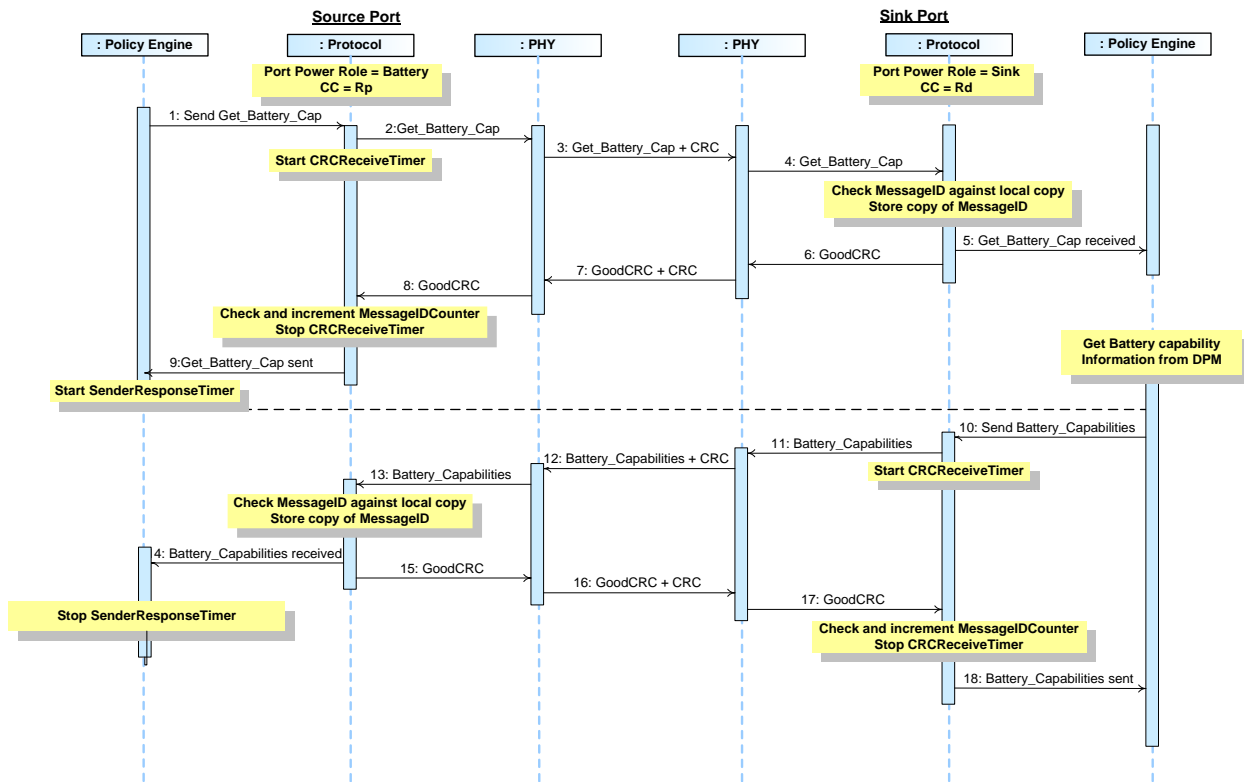 Source Port
Sink Port
: Policy Engine
: Protocol
: PHY
: PHY
: Protocol
: Policy Engine
Port Power Role = Battery
CC = Rp
Port Power Role = Sink
CC = Rd
1: Send Get_Battery_Cap
2:Get_Battery_Cap
Start CRCReceiveTimer
3: Get_Battery_Cap + CRC
4: Get_Battery_Cap
Check MessageID against local copy
Store copy of MessageID
5: Get_Battery_Cap received
6: GoodCRC
7: GoodCRC + CRC
8: GoodCRC
Check and increment MessageIDCounter
Stop CRCReceiveTimer
9:Get_Battery_Cap sent
Start SenderResponseTimer
Get Battery capability
Information from DPM
10: Send Battery_Capabilities
11: Battery_Capabilities
Start CRCReceiveTimer
12: Battery_Capabilities + CRC
13: Battery_Capabilities
Check MessageID against local copy
Store copy of MessageID
4: Battery_Capabilities received
15: GoodCRC
16: GoodCRC + CRC
17: GoodCRC
Stop SenderResponseTimer
Check and increment MessageIDCounter
Stop CRCReceiveTimer
18: Battery_Capabilities sent